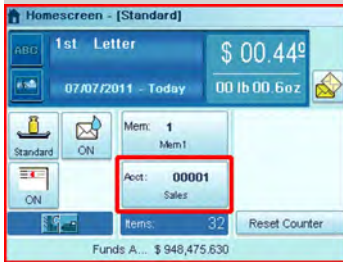 Homescreen - [Standard]
ABC
1st Letter
$ 00.44⁹
07/07/2011 - Today
00 lb 00.6oz
Standard
ON
Mem: 1
Mem1
ON
Acct: 00001
Sales
Items: 32
Reset Counter
Funds A... $ 948,475.630